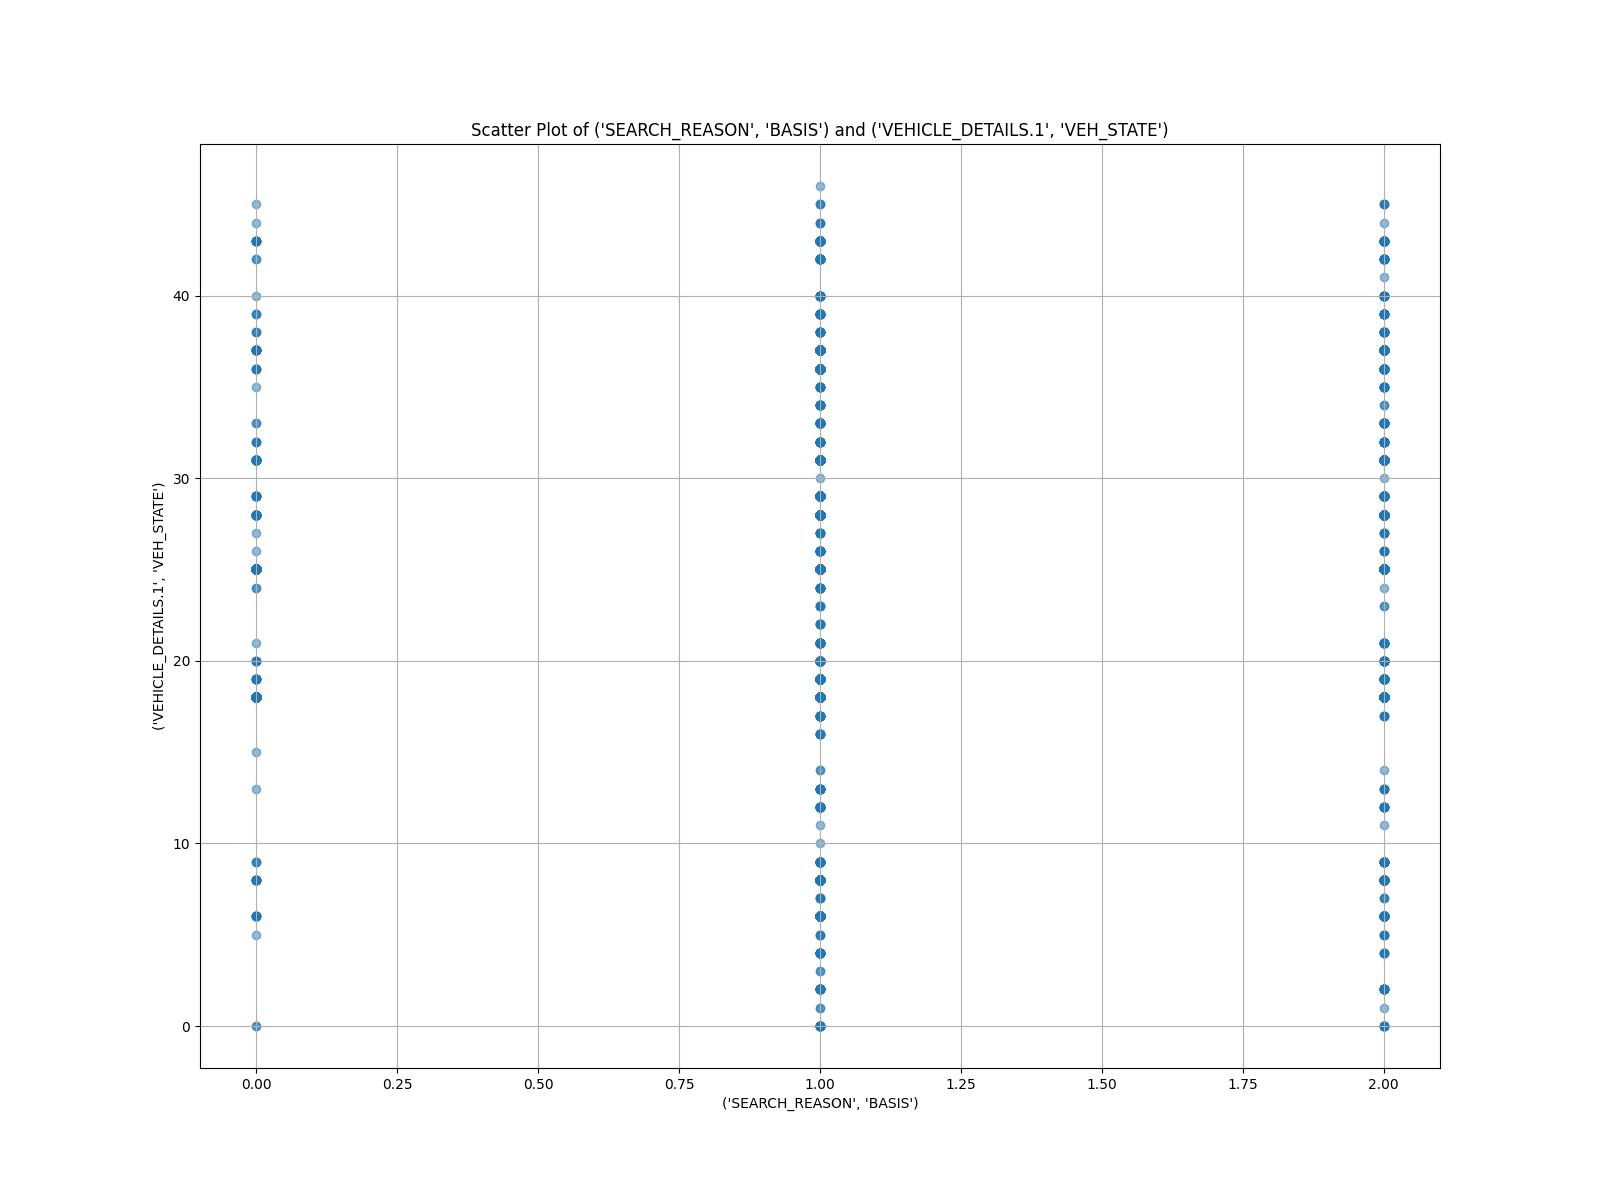 Scatter Plot of ('SEARCH_REASON', 'BASIS') and ('VEHICLE_DETAILS.1', 'VEH_STATE')
('VEHICLE_DETAILS.1', 'VEH_STATE')
40
30
20
10
0
0.00 0.25 0.50 0.75 1.00 1.25 1.50 1.75 2.00
('SEARCH_REASON', 'BASIS')